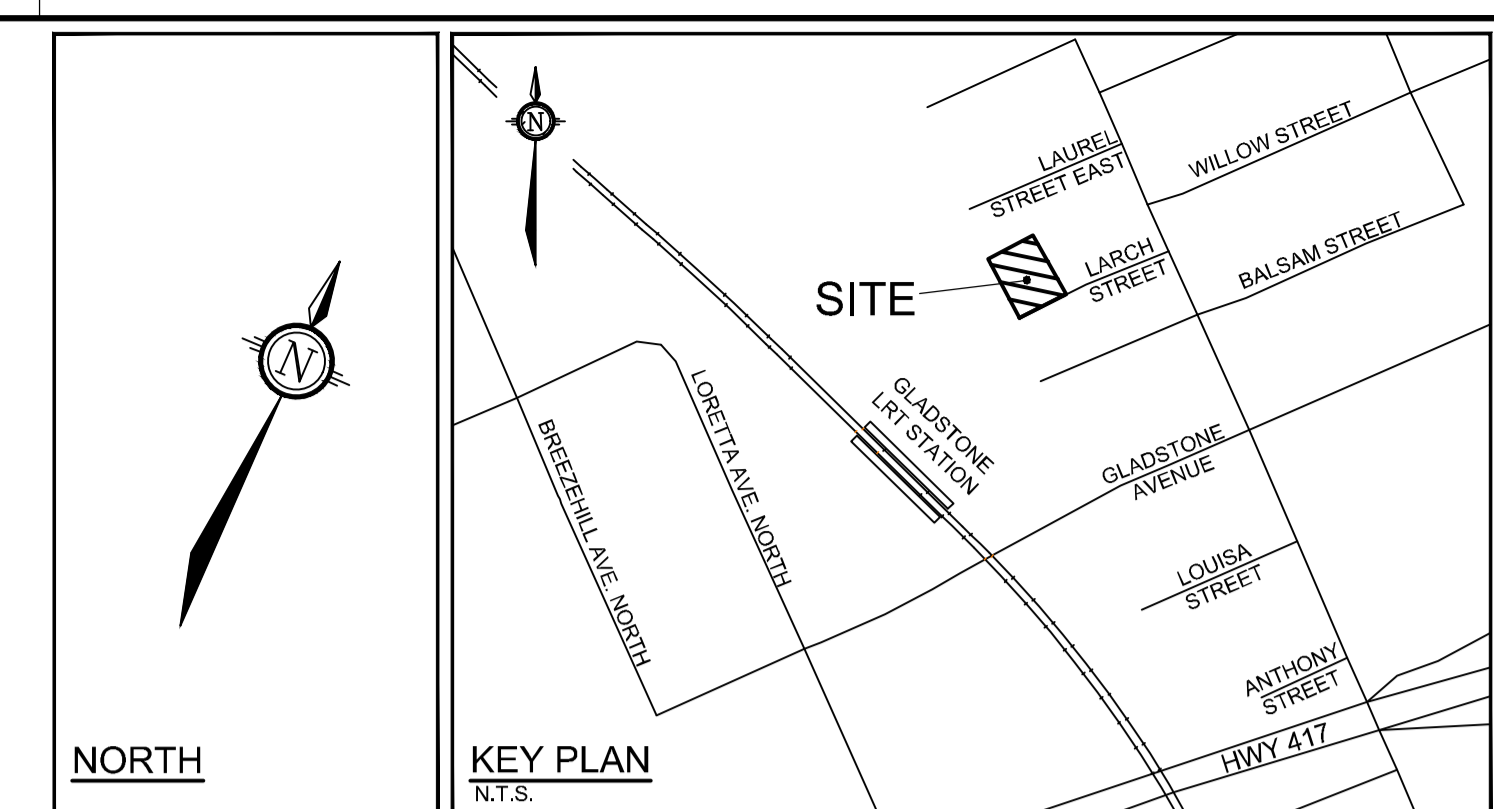 N
NORTH
N
LAUREL
STREET EAST
WILLOW STREET
LARCH
STREET
BALSAM STREET
SITE
GLADSTONE
LRT STATION
LORETTA AVE. NORTH
BREEZEHILL AVE. NORTH
GLADSTONE
AVENUE
LOUISA
STREET
ANTHONY
STREET
HWY 417
KEY PLAN
N.T.S.